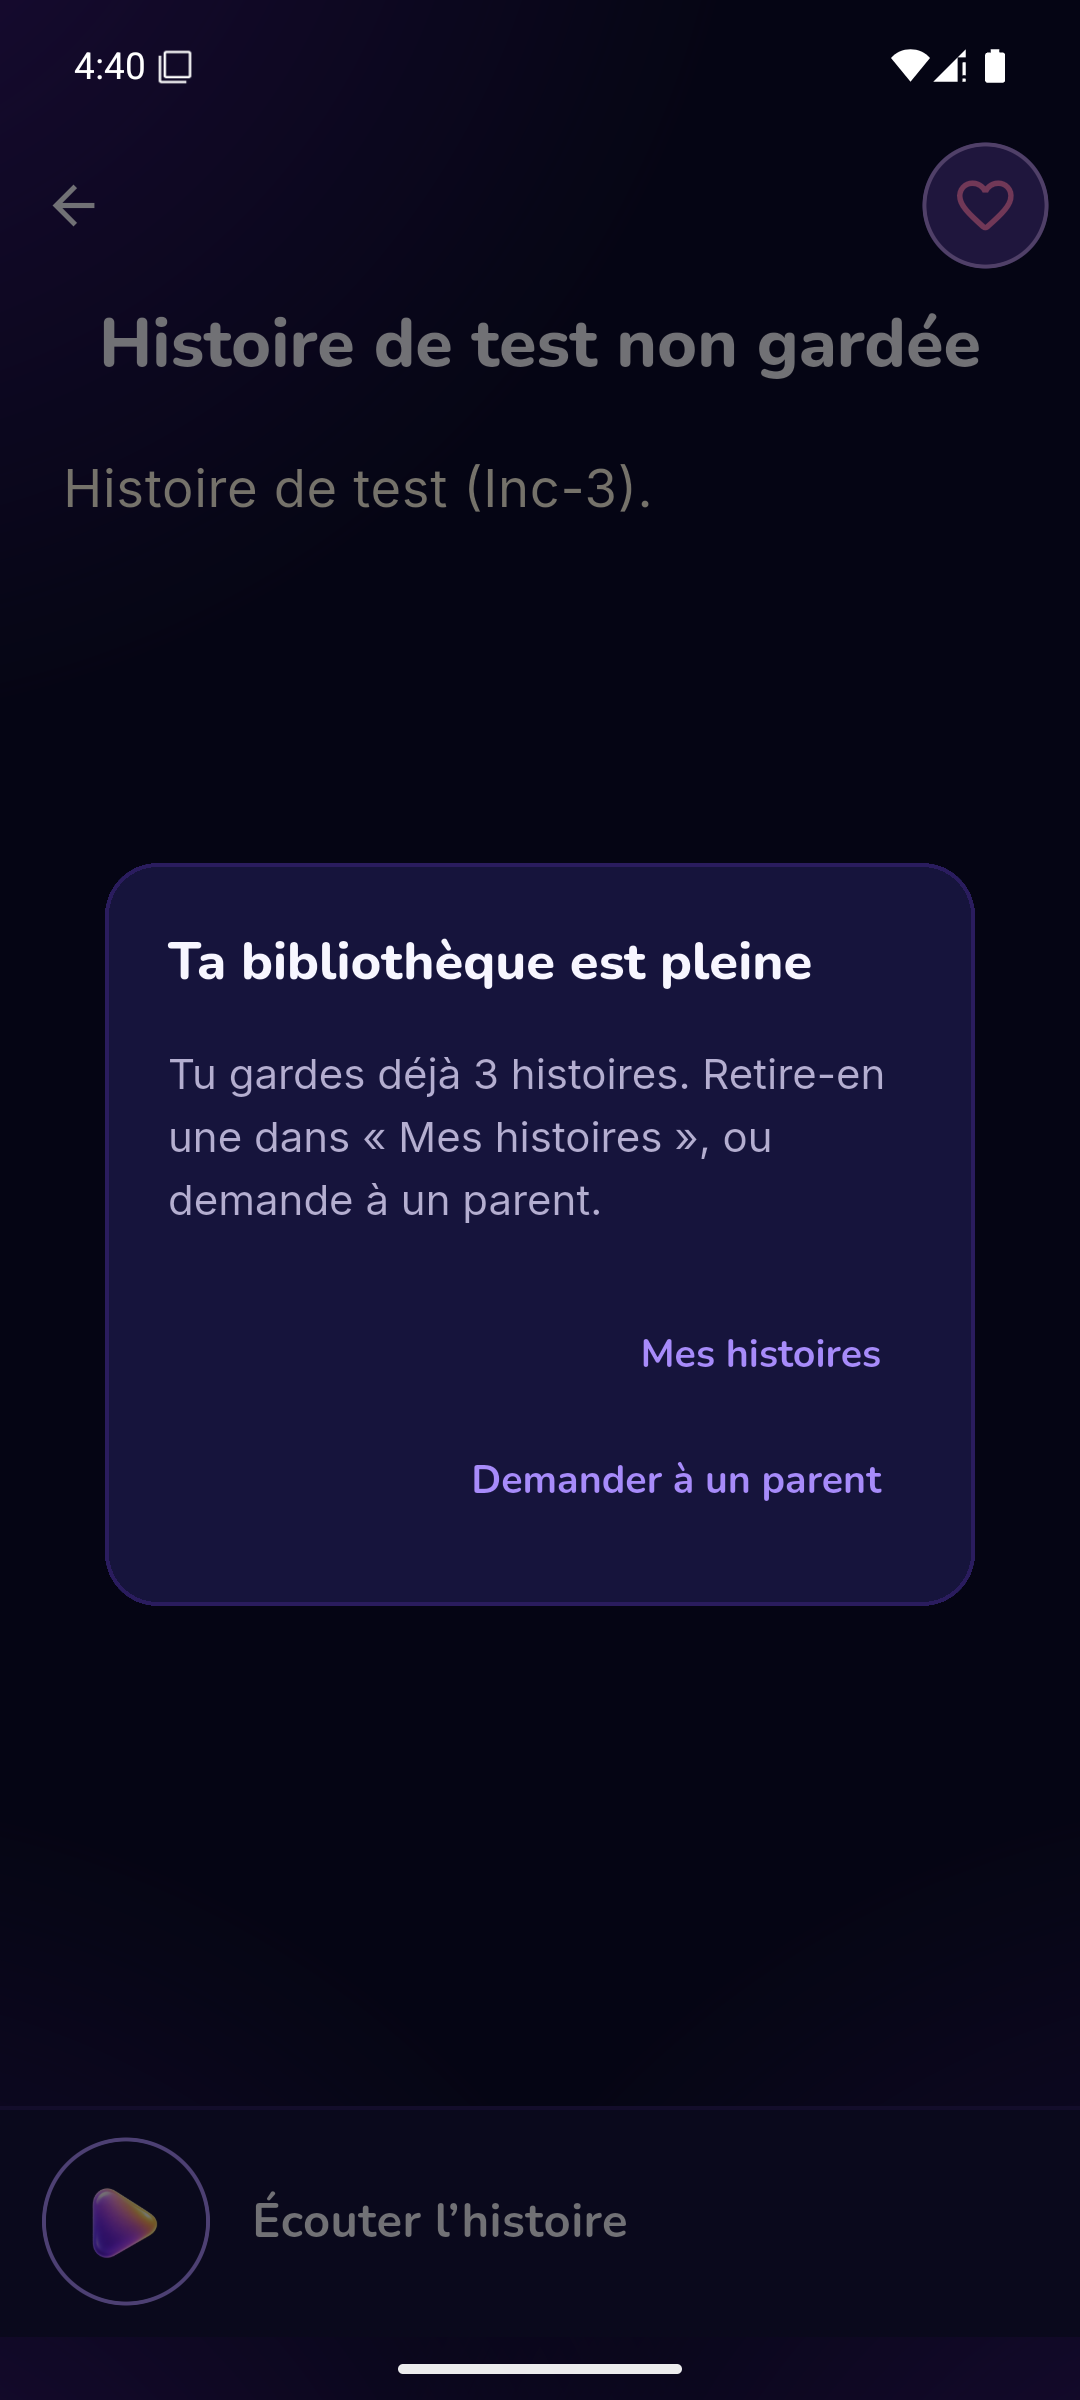 4:40
Histoire de test non gardée
Histoire de test (Inc-3).
Ta bibliothèque est pleine
Tu gardes déjà 3 histoires. Retire-en
une dans « Mes histoires », ou
demande à un parent.
Mes histoires
Demander à un parent
Écouter l’histoire